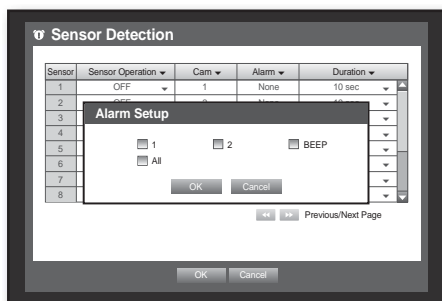 Sensor Detection
Sensor Sensor Operation Cam Alarm Duration
1 OFF 1 None 10 sec
2
Alarm Setup
3
4
1 2 BEEP
5
All
6
7
OK Cancel
8
Previous/Next Page
OK Cancel